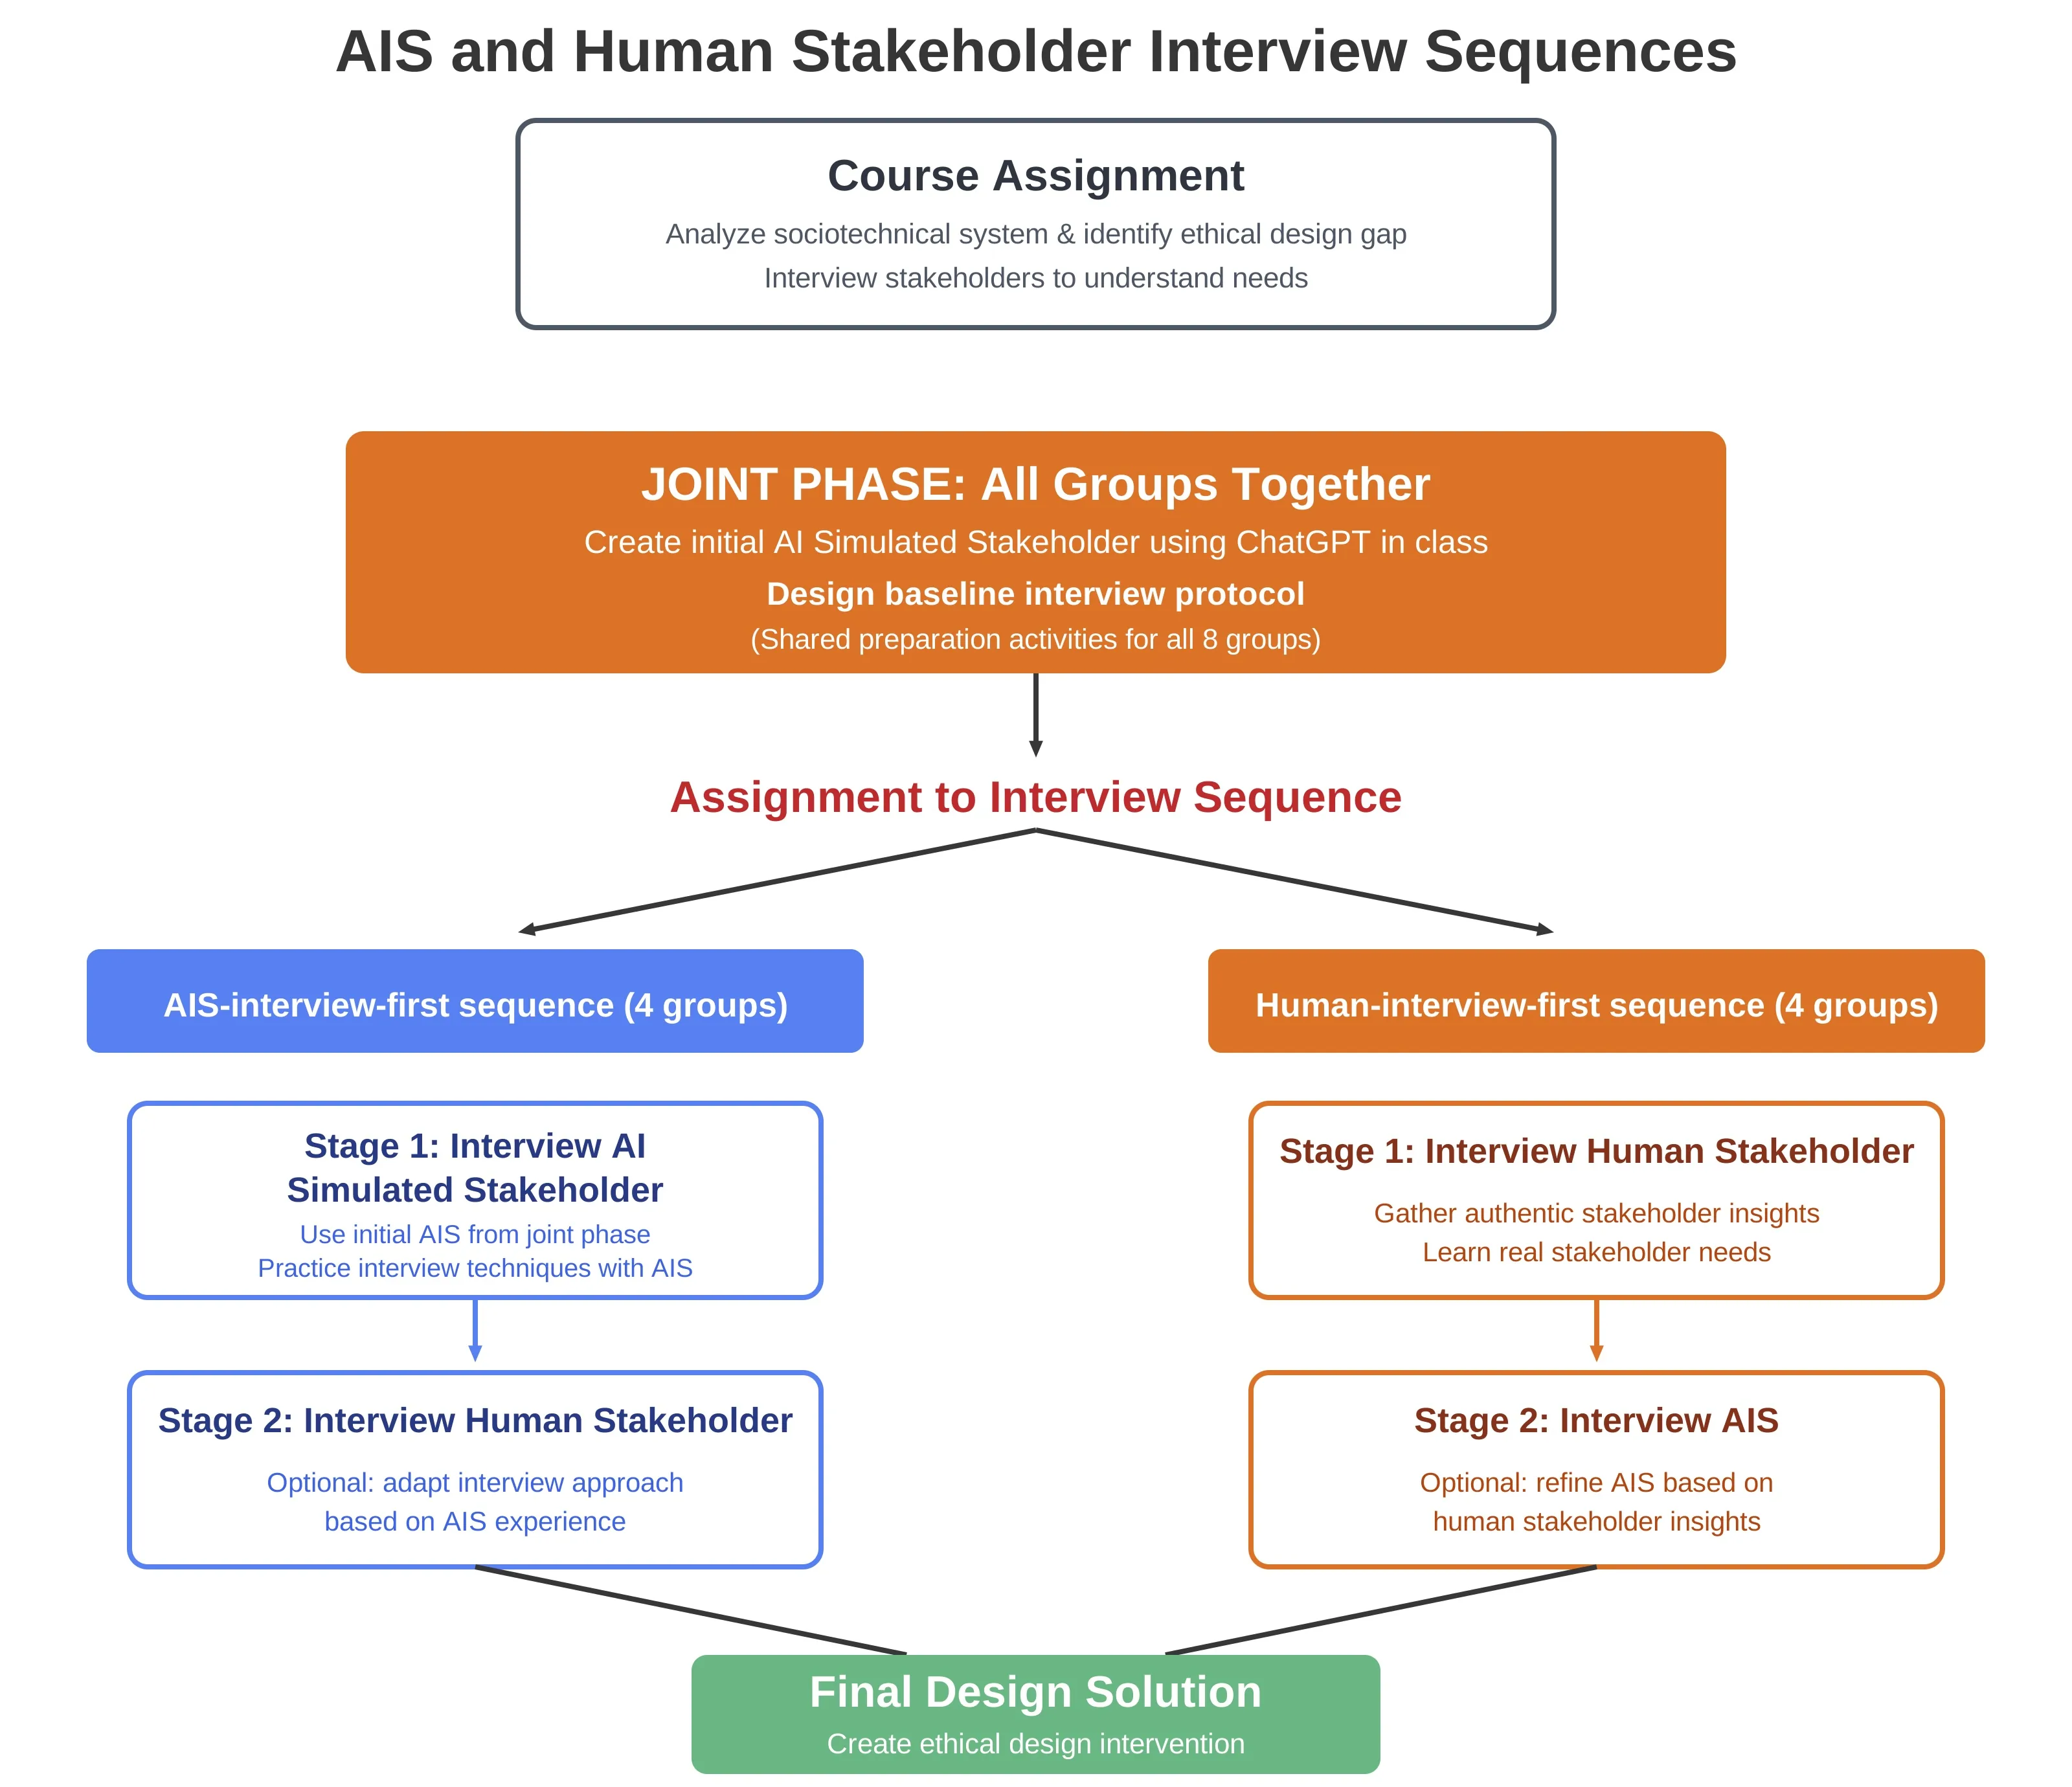 AIS and Human Stakeholder Interview Sequences
Course Assignment
Analyze sociotechnical system & identify ethical design gap
Interview stakeholders to understand needs
JOINT PHASE: All Groups Together
Create initial AI Simulated Stakeholder using ChatGPT in class
Design baseline interview protocol
(Shared preparation activities for all 8 groups)
Assignment to Interview Sequence
AIS-interview-first sequence (4 groups)
Stage 1: Interview AI
Simulated Stakeholder
Use initial AIS from joint phase
Practice interview techniques with AIS
Stage 2: Interview Human Stakeholder
Optional: adapt interview approach
based on AIS experience
Human-interview-first sequence (4 groups)
Stage 1: Interview Human Stakeholder
Gather authentic stakeholder insights
Learn real stakeholder needs
Stage 2: Interview AIS
Optional: refine AIS based on
human stakeholder insights
Final Design Solution
Create ethical design intervention